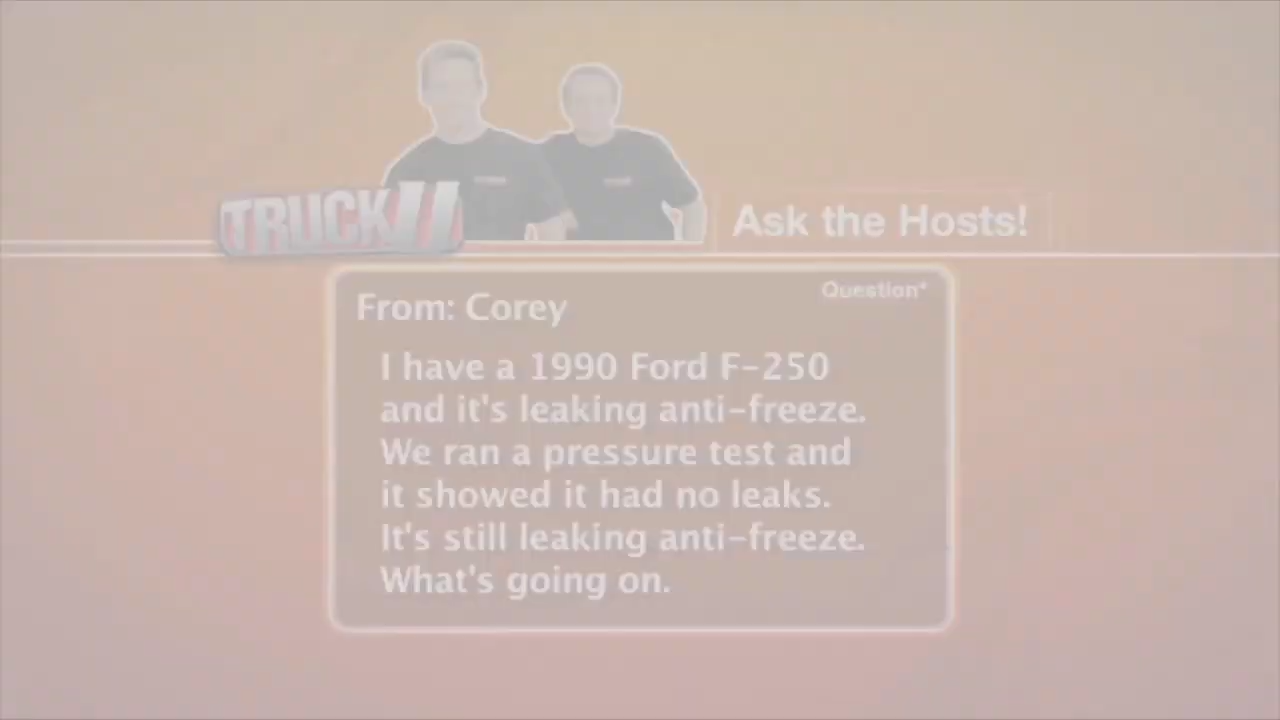 TRUCKU
Ask the Hosts!
Question*
From: Corey
I have a 1990 Ford F-250
and it's leaking anti-freeze.
We ran a pressure test and
it showed it had no leaks.
It's still leaking anti-freeze.
What's going on.